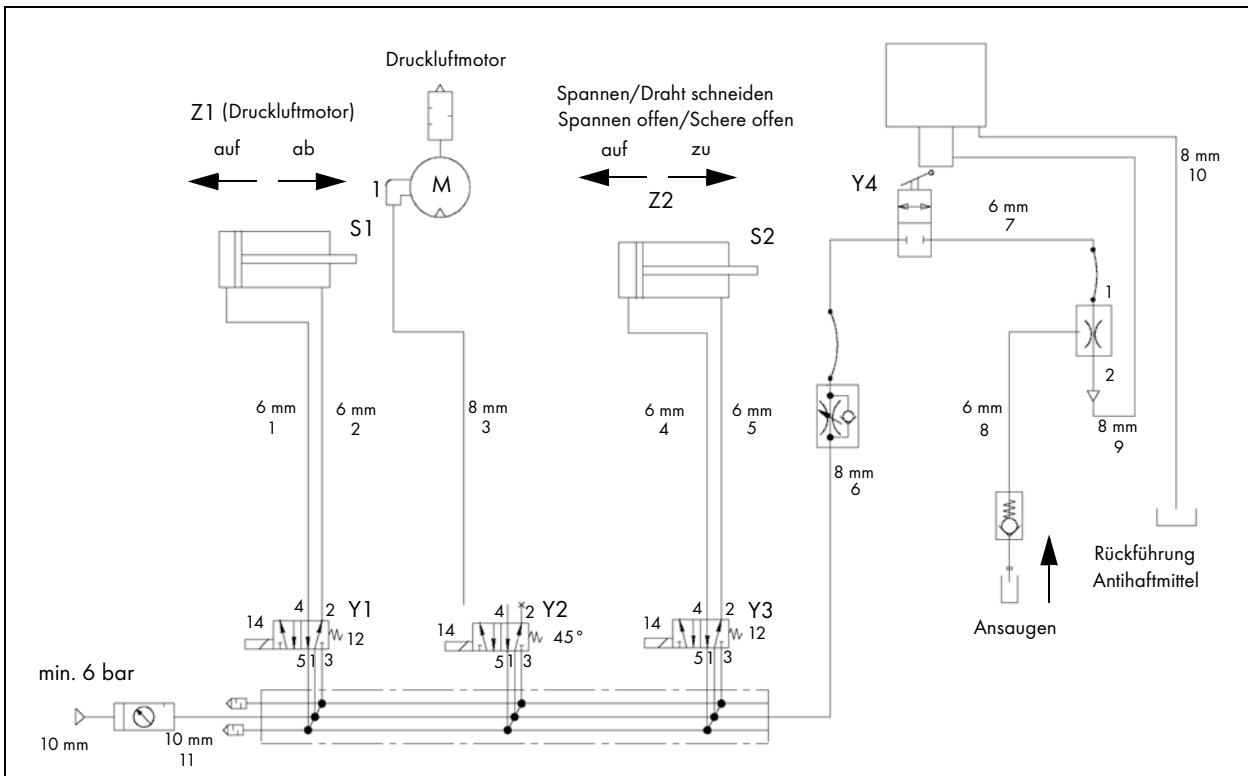 Druckluftmotor
Z1 (Druckluftmotor)
auf ab
1
M
S1
Spannen/Draht schneiden
Spannen offen/Schere offen
auf zu
Z2
S2
Y4
6 mm
7
8 mm
10
1
2
6 mm
1
6 mm
2
8 mm
3
6 mm
4
6 mm
5
8 mm
6
6 mm
8
8 mm
9
Rückführung
Antihaftmittel
Ansaugen
14 4 2 Y1
12
5 1 3
14 4 2 Y2
45°
5 1 3
14 4 2 Y3
12
5 1 3
min. 6 bar
10 mm
10 mm
11